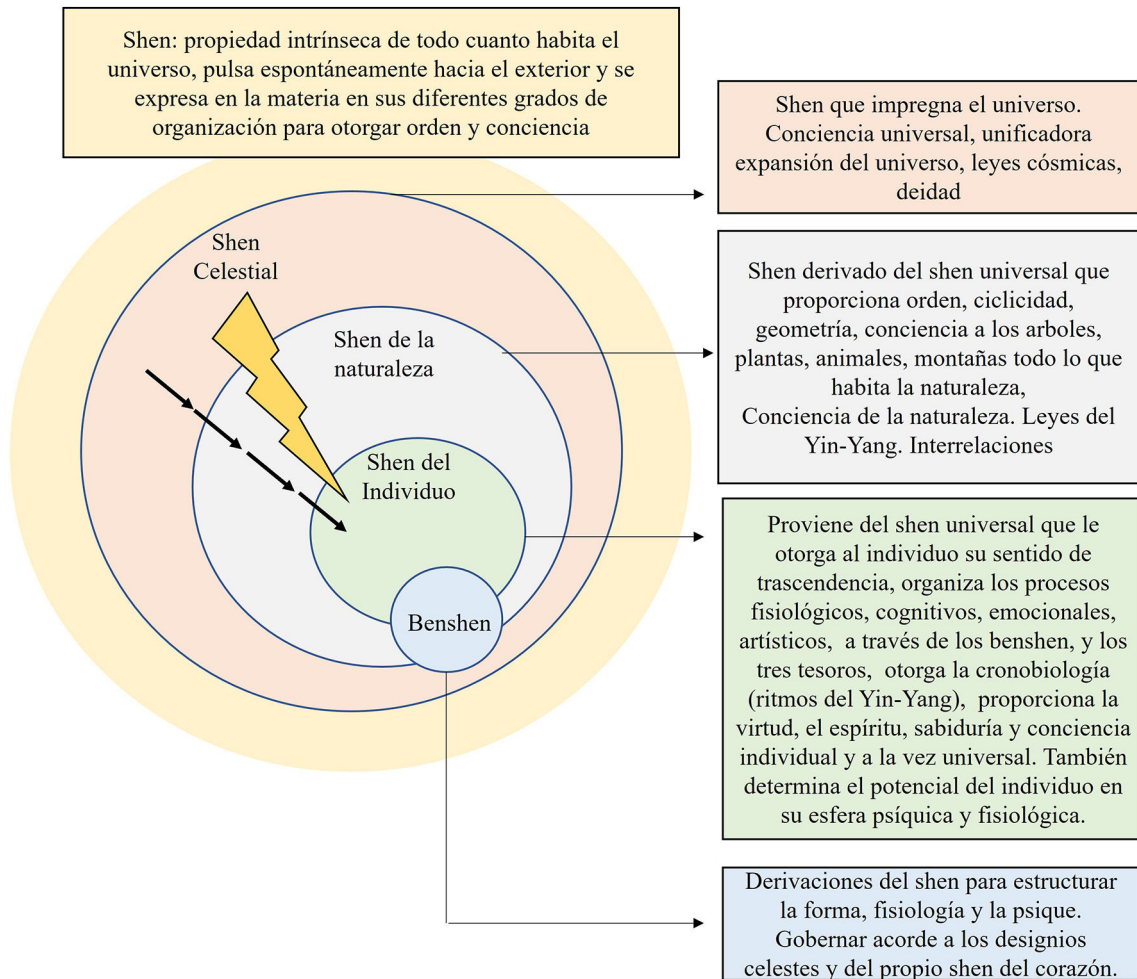 Shen: propiedad intrínseca de todo cuanto habita el
universo, pulsa espontáneamente hacia el exterior y se
expresa en la materia en sus diferentes grados de
organización para otorgar orden y conciencia
Shen que impregna el universo.
Conciencia universal, unificadora
expansión del universo, leyes cósmicas,
deidad
Shen
Celestial
Shen de la
naturaleza
Shen derivado del shen universal que
proporciona orden, ciclicidad,
geometría, conciencia a los arboles,
plantas, animales, montañas todo lo que
habita la naturaleza,
Conciencia de la naturaleza. Leyes del
Yin-Yang. Interrelaciones
Shen del
Individuo
Benshen
Proviene del shen universal que le
otorga al individuo su sentido de
trascendencia, organiza los procesos
fisiológicos, cognitivos, emocionales,
artísticos, a través de los benshen, y los
tres tesoros, otorga la cronobiología
(ritmos del Yin-Yang), proporciona la
virtud, el espíritu, sabiduría y conciencia
individual y a la vez universal. También
determina el potencial del individuo en
su esfera psíquica y fisiológica.
Derivaciones del shen para estructurar
la forma, fisiología y la psique.
Gobernar acorde a los designios
celestes y del propio shen del corazón.